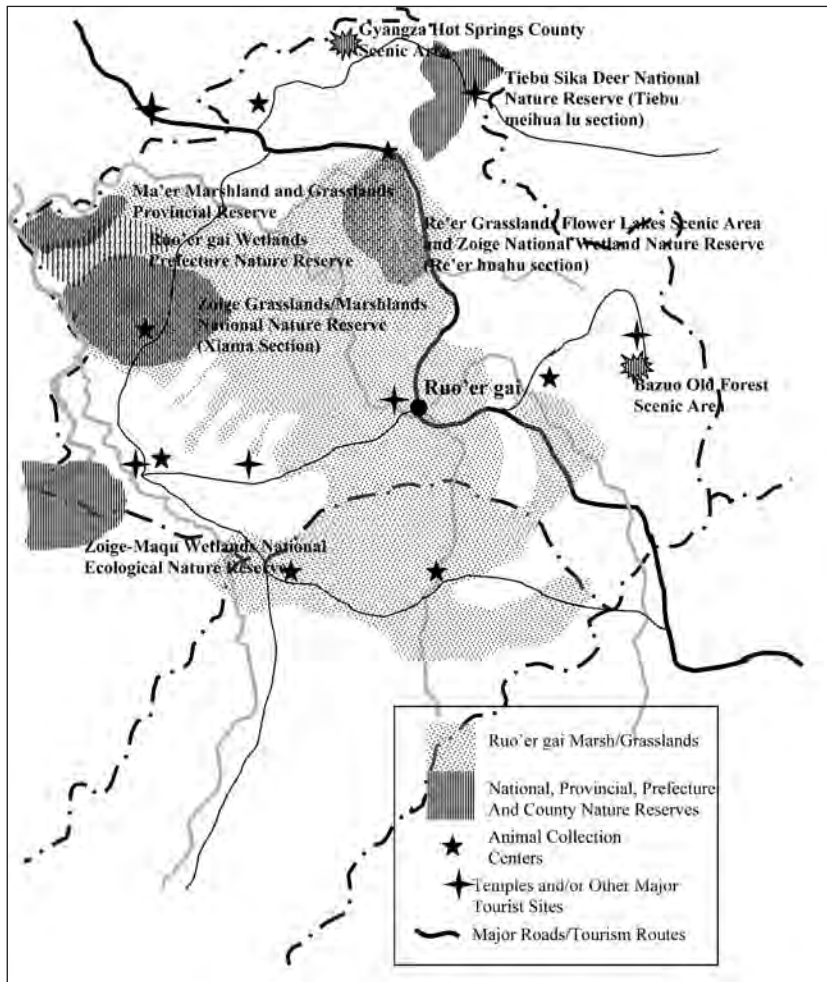 Gyangza Hot Springs County
Scenic Area
Tiebu Sika Deer National
Nature Reserve (Tiebu
meihua lu section)
Ma'er Marshland and Grasslands
Provincial Reserve
Ruo'er gai Wetlands
Prefecture Nature Reserve
Re'er Grasslands Flower Lakes Scenic Area
and Zoige National Wetland Nature Reserve
(Re'er huahu section)
Zoige Grasslands/Marshlands
National Nature Reserve
(Xiama Section)
Ruo'er gai
Bazuo Old Forest
Scenic Area
Zoige-Maqu Wetlands National
Ecological Nature Reserve
Ruo'er gai Marsh/Grasslands
National, Provincial, Prefecture
And County Nature Reserves
Animal Collection
Centers
Temples and/or Other Major
Tourist Sites
Major Roads/Tourism Routes